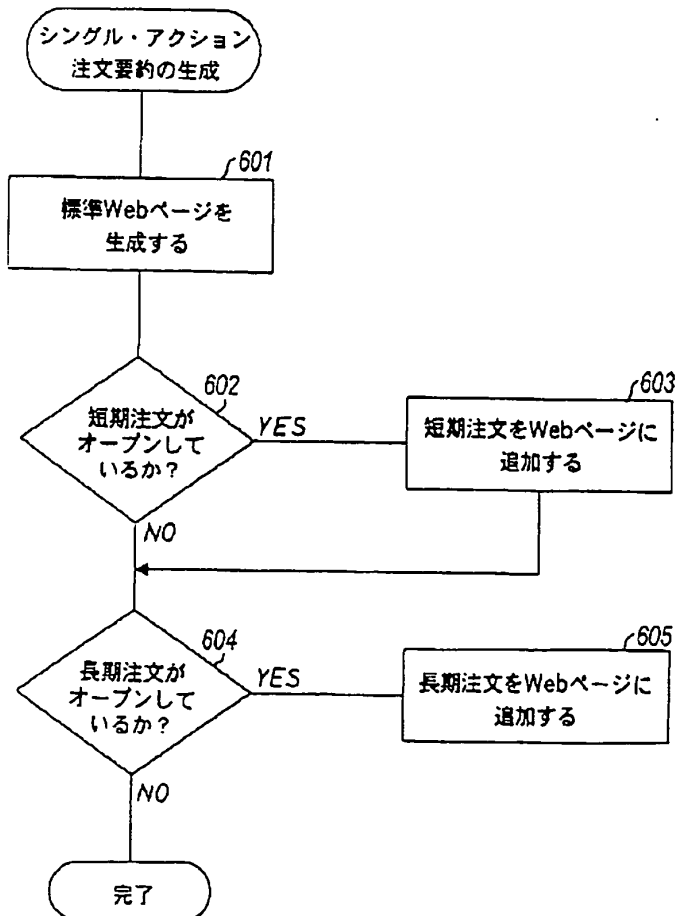 シングル・アクション
注文要約の生成
601
標準Webページを
生成する
602
短期注文が
オープンして
いるか？
YES
NO
603
短期注文をWebページに
追加する
604
長期注文が
オープンして
いるか？
YES
NO
605
長期注文をWebページに
追加する
完了